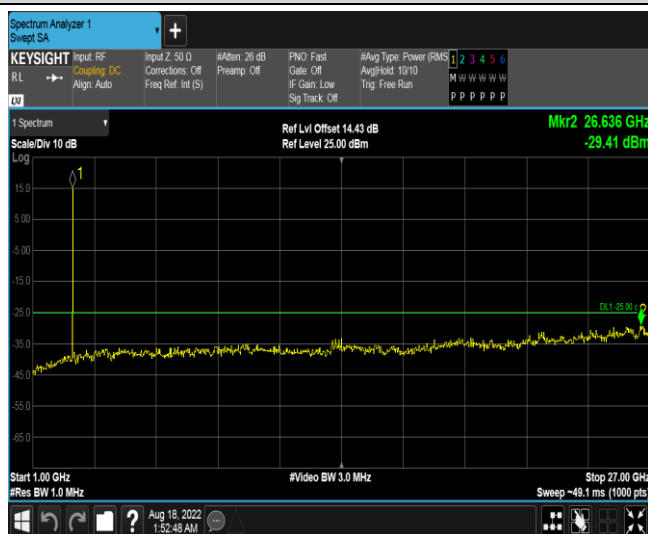 Spectrum Analyzer 1
Swept SA
+
KEYSIGHT
RL
LXI
Input: RF
Coupling: DC
Align: Auto
Input Z: 50 Ω
Corrections: Off
Freq Ref: Int (S)
#Atten: 26 dB
Preamp: Off
PNO: Fast
Gate: Off
IF Gain: Low
Sig Track: Off
#Avg Type: Power (RMS
Avg|Hold: 10/10
Trig: Free Run
1 2 3 4 5 6
M W W W W W
P P P P P P
1 Spectrum
Scale/Div 10 dB
Log
Ref Lvl Offset 14.43 dB
Ref Level 25.00 dBm
Mkr2 26.636 GHz
-29.41 dBm
1
15.0
5.00
-5.00
-15.0
-25.0
DL1 -25.00
2
-35.0
-45.0
-55.0
-65.0
Start 1.00 GHz
#Video BW 3.0 MHz
Stop 27.00 GHz
#Res BW 1.0 MHz
Sweep ~49.1 ms (1000 pts)
?
Aug 18, 2022
1:52:48 AM